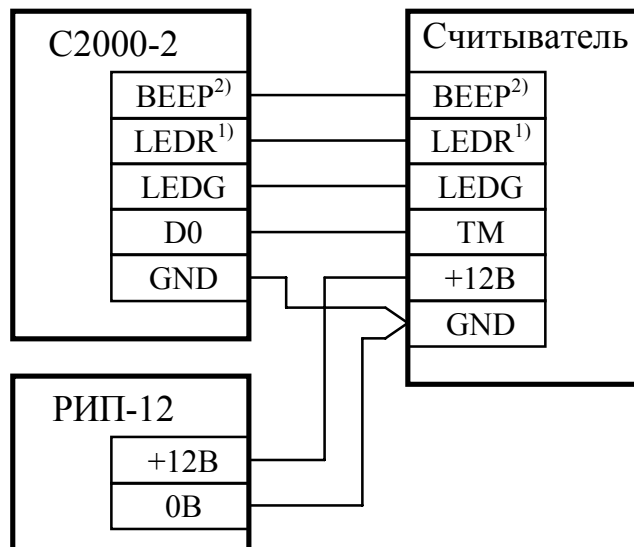 С2000-2
BEEP2)
LEDR1)
LEDG
D0
GND
Считыватель
BEEP2)
LEDR1)
LEDG
TM
+12В
GND
РИП-12
+12В
0В